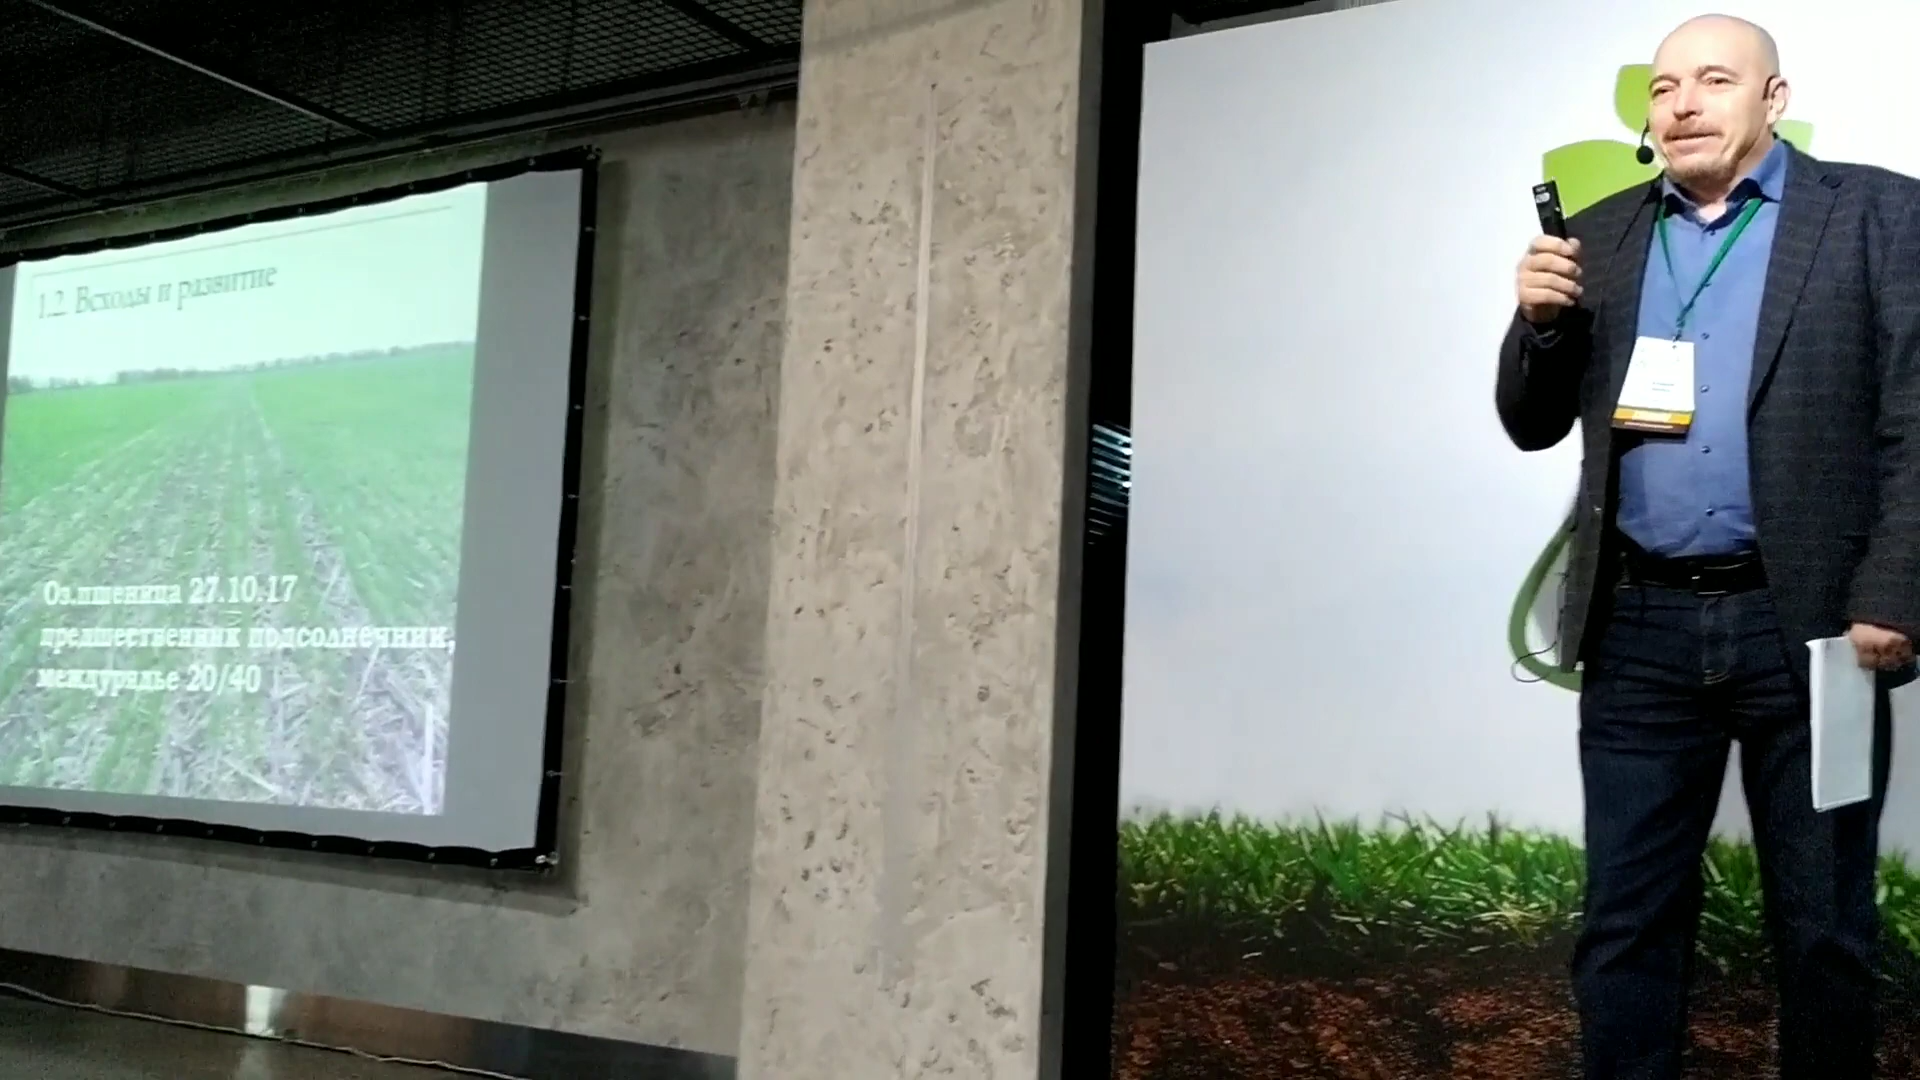 1.2. Всходы и развитие
Оз.пшеница 27.10.17
предшественник подсолнечник,
междурядье 20/40